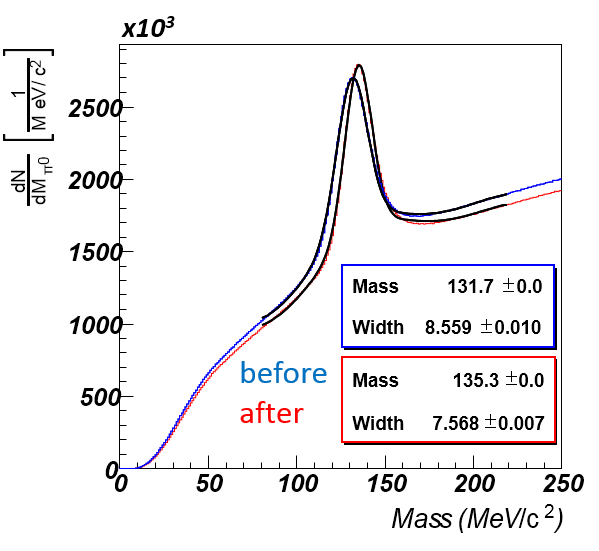 x10³
dN
dMπ0
[ 1
M eV/ c² ]
2500
2000
1500
1000
500
0
0 50 100 150 200 250
Mass (MeV/c²)
before
after
Mass 131.7 ±0.0
Width 8.559 ±0.010
Mass 135.3 ±0.0
Width 7.568 ±0.007